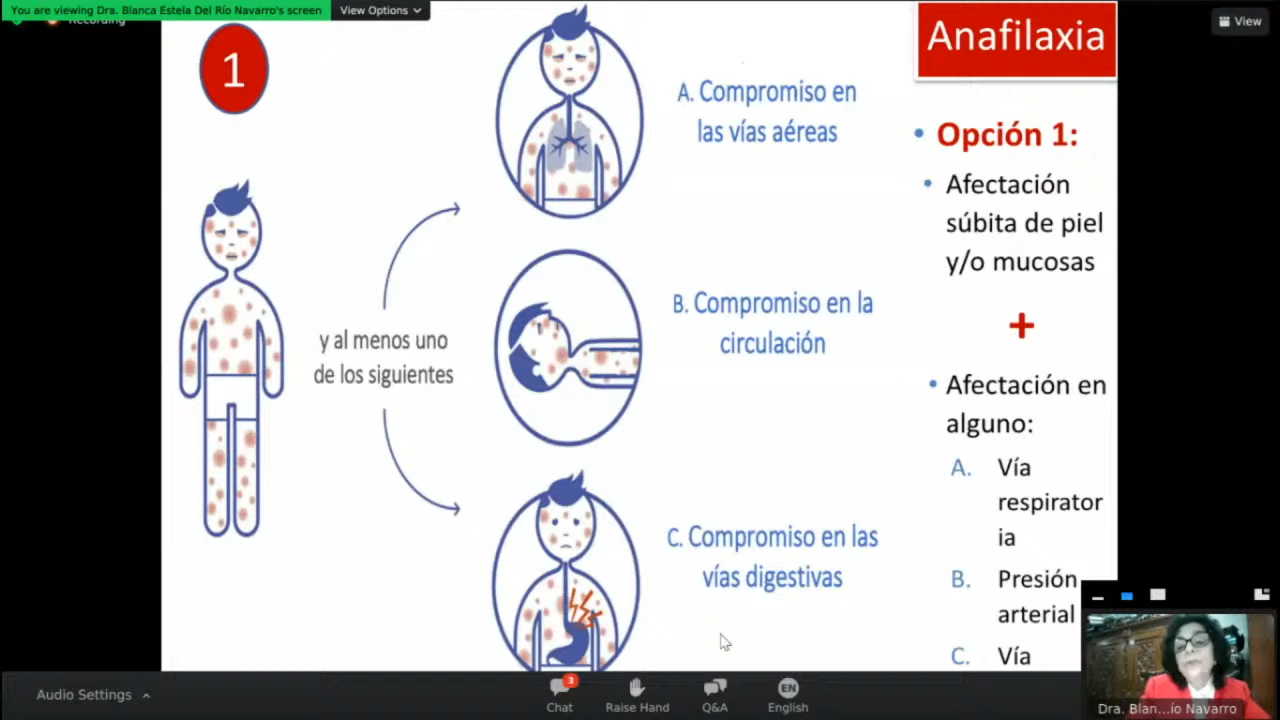 You are viewing Dra. Blanca Estela Del Río Navarro's screen
View Options
Recording
View
1
A. Compromiso en
las vías aéreas
y al menos uno
de los siguientes
B. Compromiso en la
circulación
C. Compromiso en las
vías digestivas
Anafilaxia
• Opción 1:
• Afectación
súbita de piel
y/o mucosas
+
• Afectación en
alguno:
A. Vía
respirator
ia
B. Presión
arterial
C. Vía
Dra. Blan...ío Navarro
Audio Settings
3
Chat
Raise Hand
Q&A
EN
English